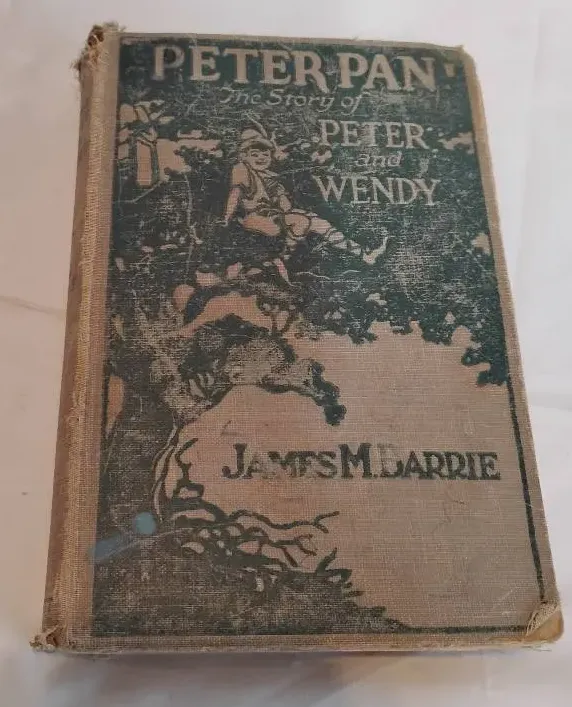 PETER PAN
The Story of
PETER
and
WENDY
JAMES M. BARRIE